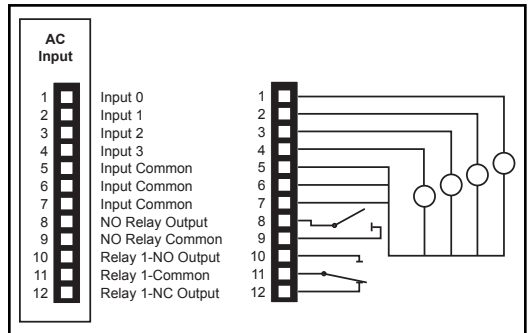 AC
Input
1 Input 0 1
2 Input 1 2
3 Input 2 3
4 Input 3 4
5 Input Common 5
6 Input Common 6
7 Input Common 7
8 NO Relay Output 8
9 NO Relay Common 9
10 Relay 1-NO Output 10
11 Relay 1-Common 11
12 Relay 1-NC Output 12